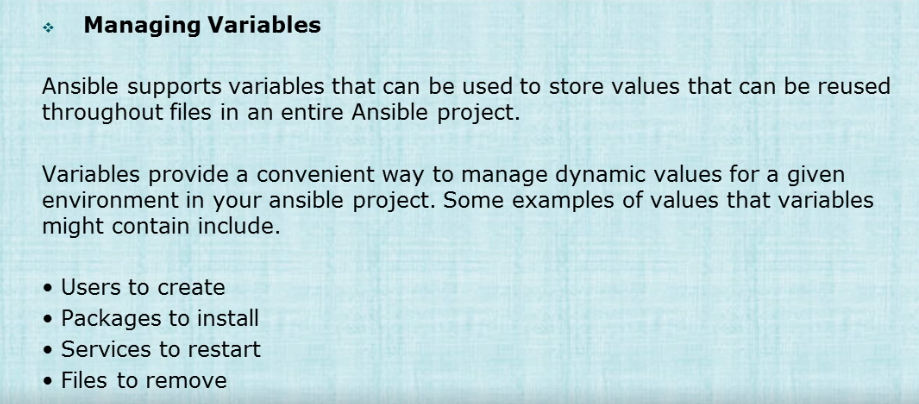 ❖ Managing Variables
Ansible supports variables that can be used to store values that can be reused
throughout files in an entire Ansible project.
Variables provide a convenient way to manage dynamic values for a given
environment in your ansible project. Some examples of values that variables
might contain include.
• Users to create
• Packages to install
• Services to restart
• Files to remove